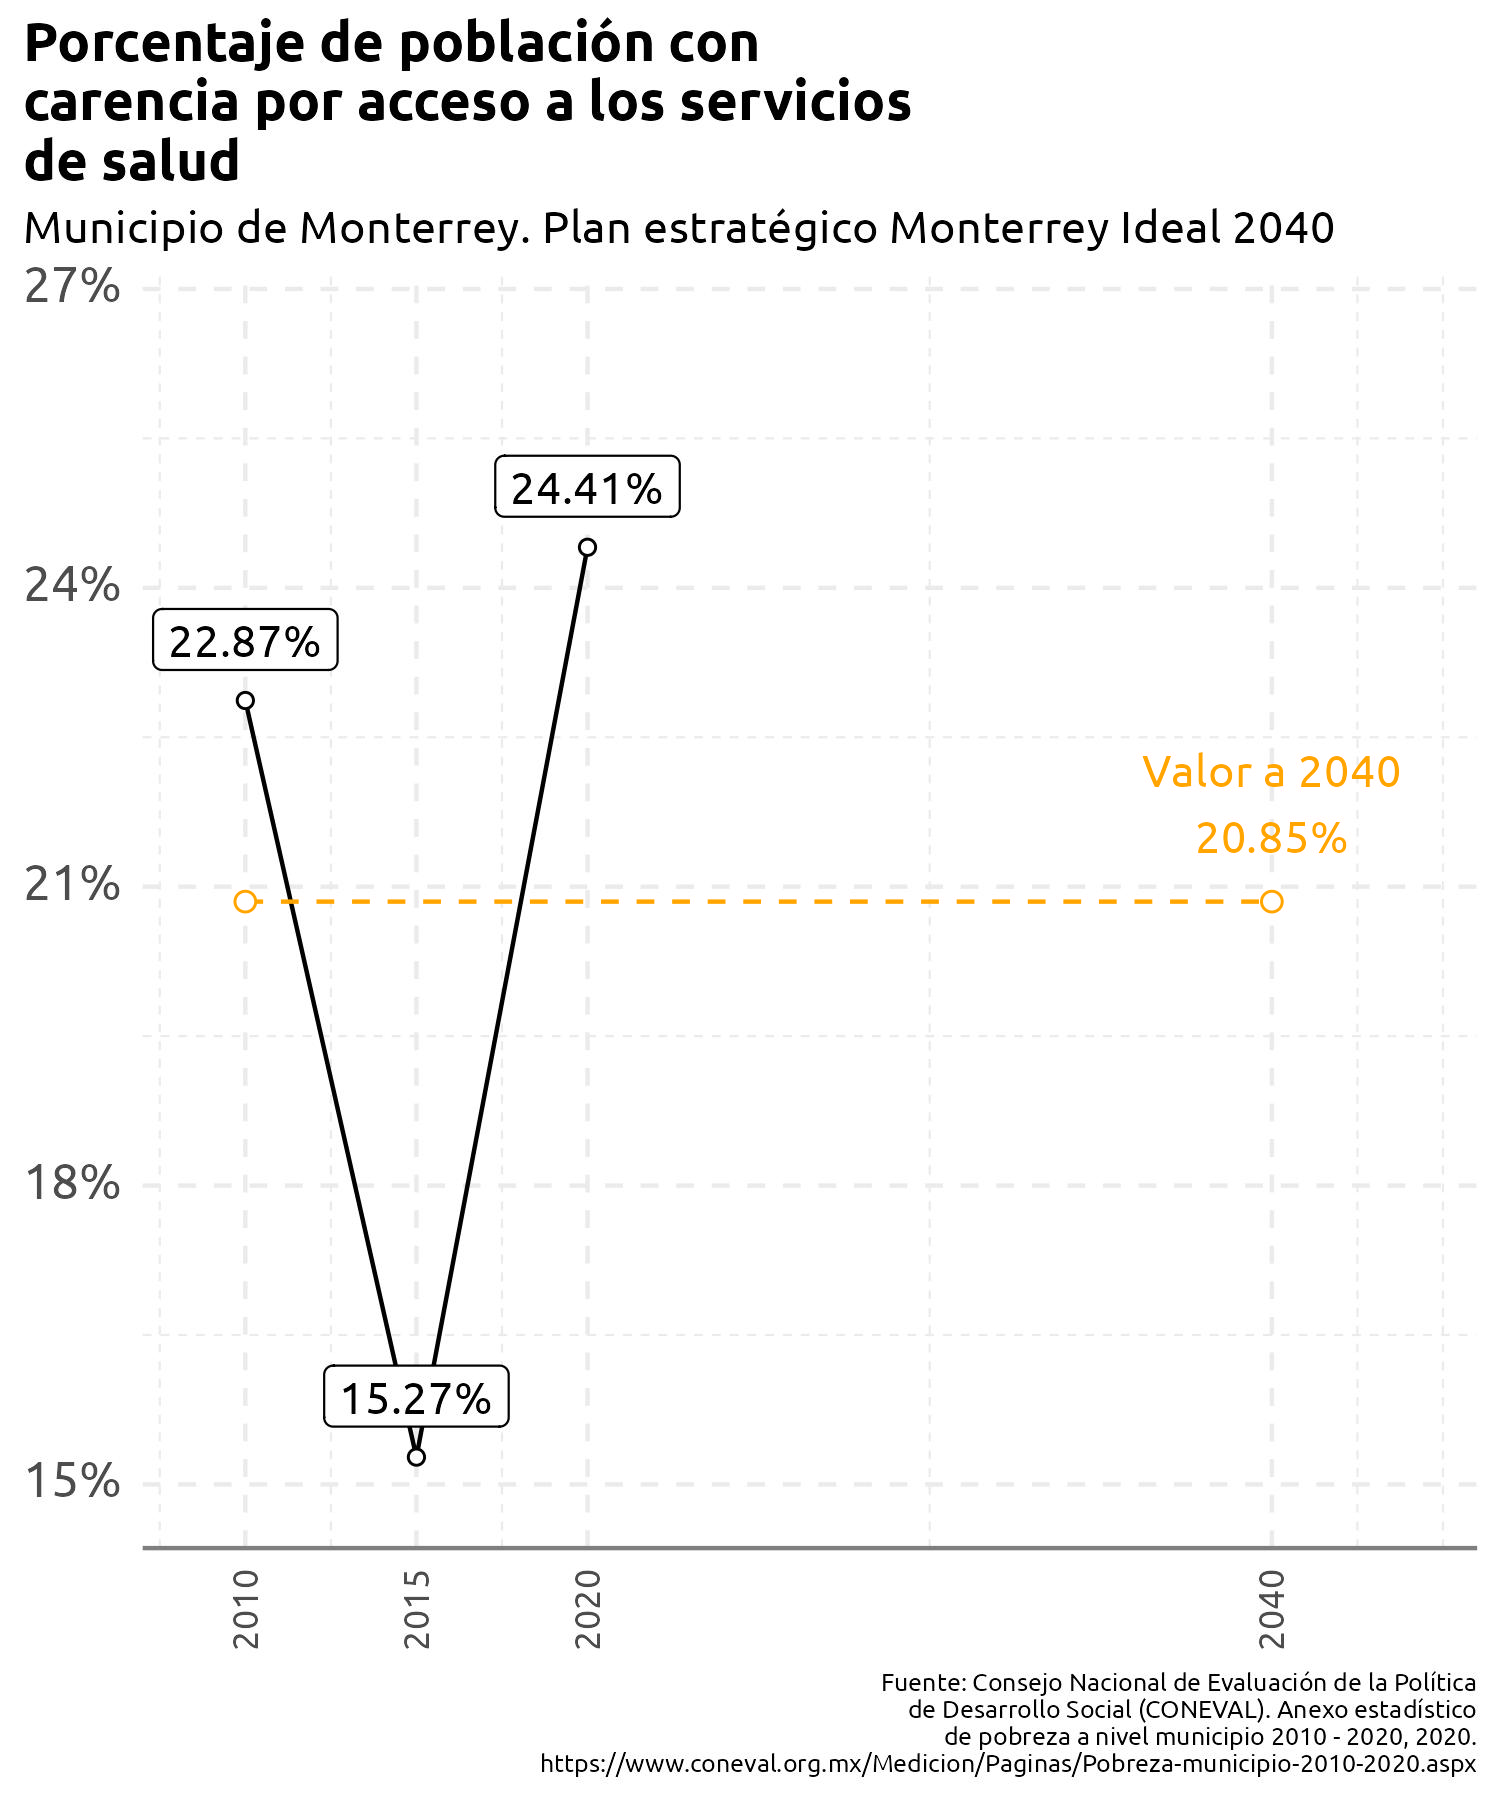 Porcentaje de población con
carencia por acceso a los servicios
de salud
Municipio de Monterrey. Plan estratégico Monterrey Ideal 2040
27%
24.41%
24%
22.87%
Valor a 2040
20.85%
21%
18%
15.27%
15%
2010
2015
2020
2040
Fuente: Consejo Nacional de Evaluación de la Política
de Desarrollo Social (CONEVAL). Anexo estadístico
de pobreza a nivel municipio 2010 - 2020, 2020.
https://www.coneval.org.mx/Medicion/Paginas/Pobreza-municipio-2010-2020.aspx